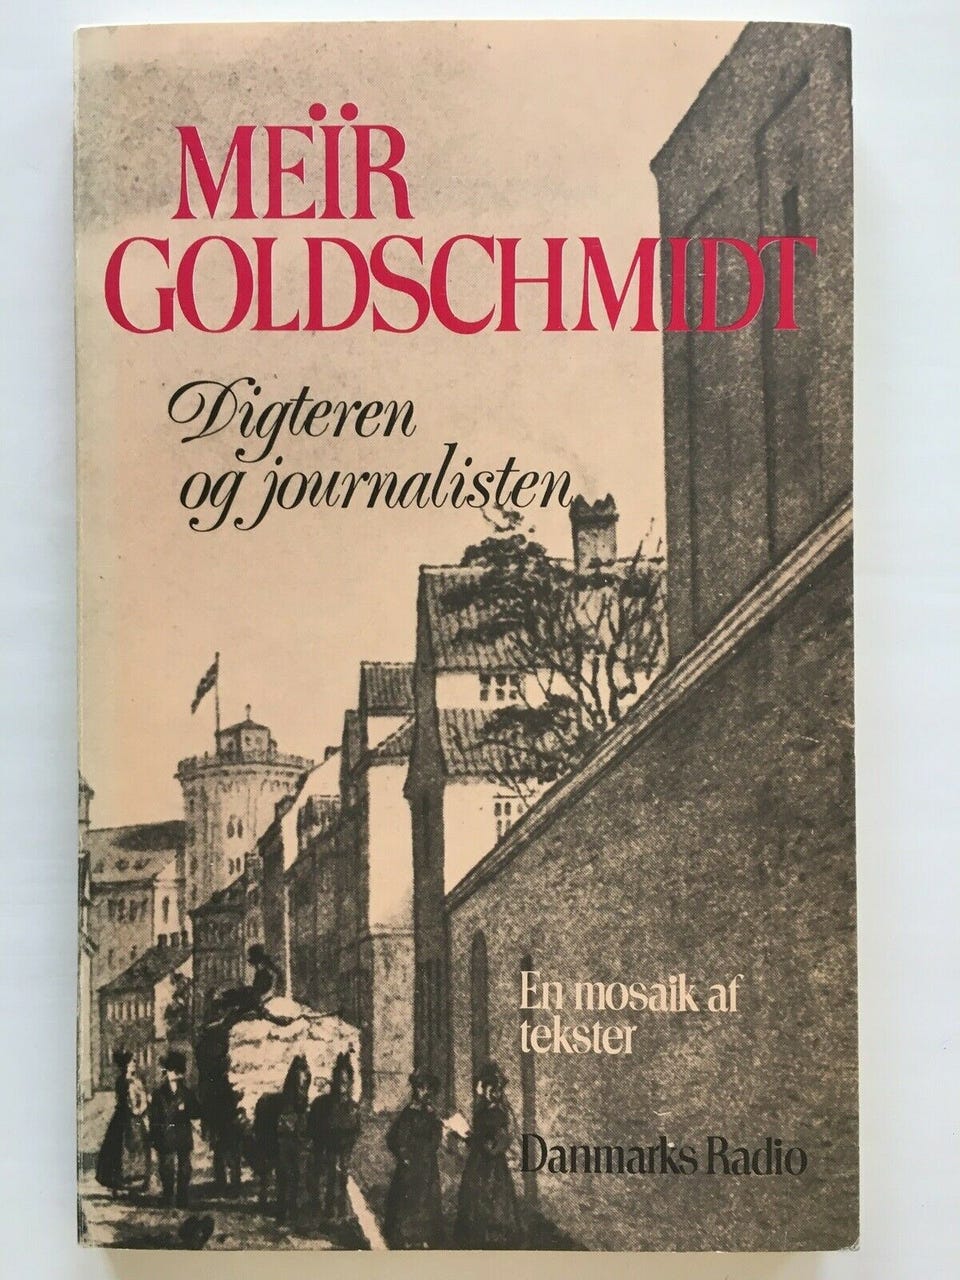 MEÏR
GOLDSCHMIDT
Digteren
og journalisten
En mosaik af
tekster
Danmarks Radio